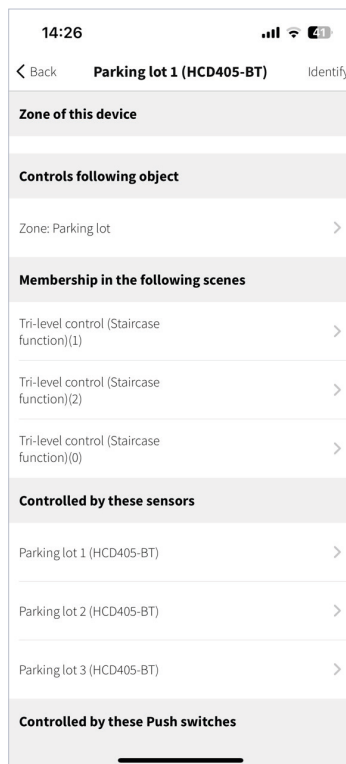 14:26
41
Back Parking lot 1 (HCD405-BT) Identify
Zone of this device
Controls following object
Zone: Parking lot
Membership in the following scenes
Tri-level control (Staircase
function)(1)
Tri-level control (Staircase
function)(2)
Tri-level control (Staircase
function)(0)
Controlled by these sensors
Parking lot 1 (HCD405-BT)
Parking lot 2 (HCD405-BT)
Parking lot 3 (HCD405-BT)
Controlled by these Push switches